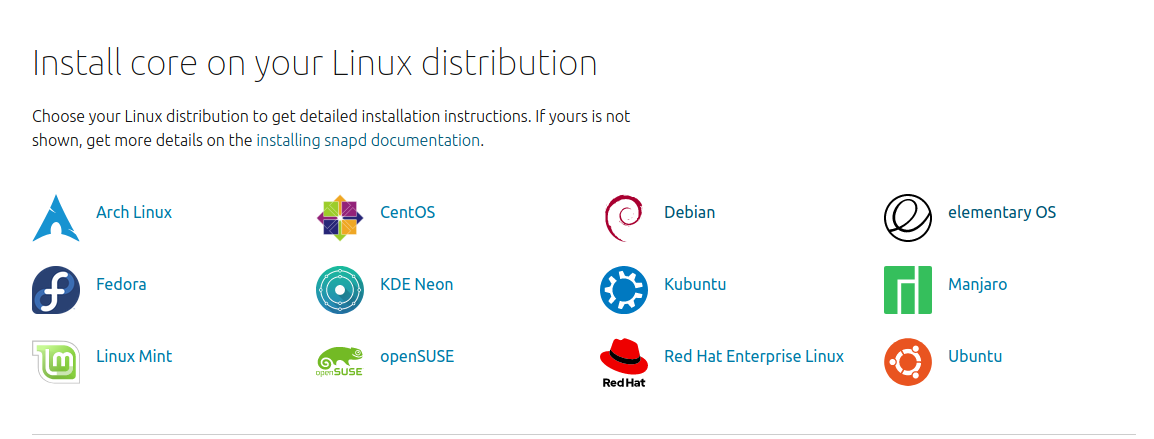 Install core on your Linux distribution
Choose your Linux distribution to get detailed installation instructions. If yours is not
shown, get more details on the installing snapd documentation.
Arch Linux
CentOS
Debian
elementary OS
Fedora
KDE Neon
Kubuntu
Manjaro
Linux Mint
openSUSE
openSUSE
Red Hat
Red Hat Enterprise Linux
Ubuntu